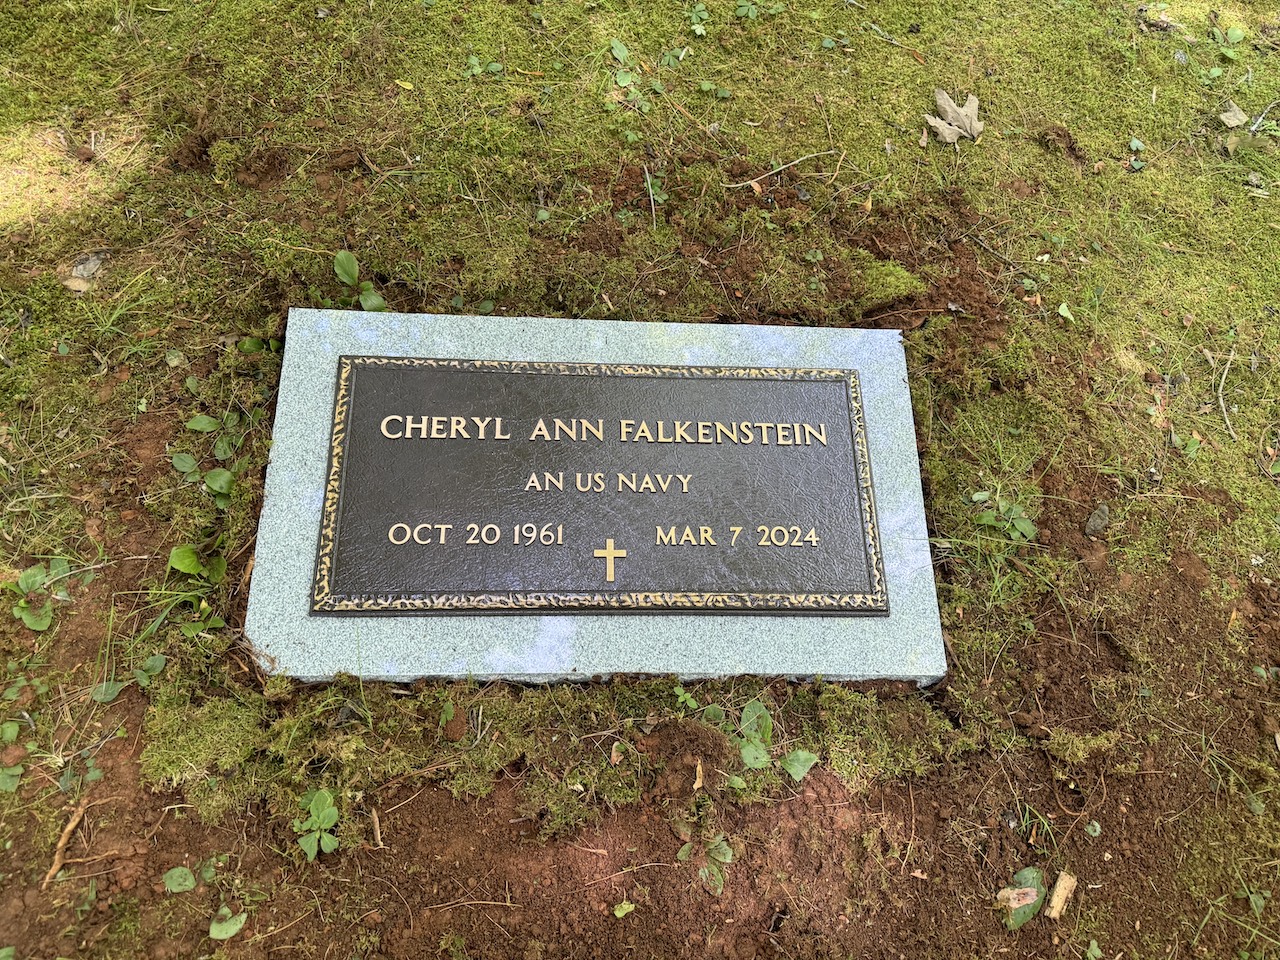 CHERYL ANN FALKENSTEIN
AN US NAVY
OCT 20 1961 MAR 7 2024